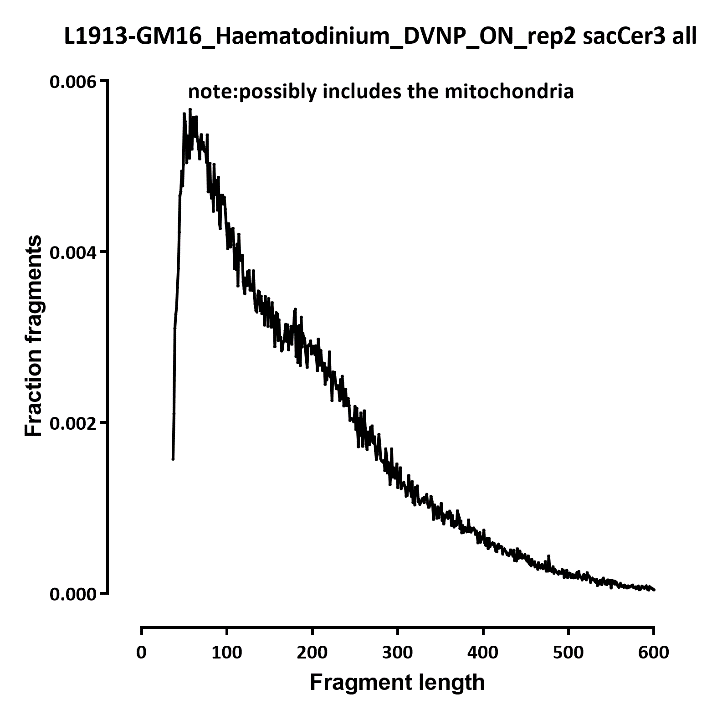 L1913-GM16_Haematodinium_DVNP_ON_rep2 sacCer3 all
note:possibly includes the mitochondria
0.006
0.004
0.002
0.000
Fraction fragments
0 100 200 300 400 500 600
Fragment length